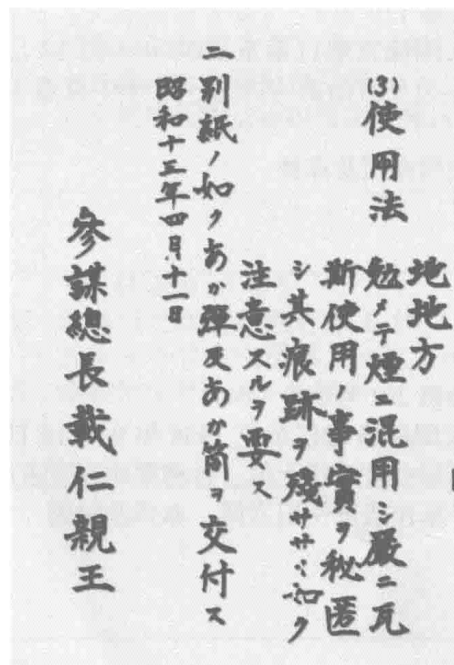 地地方
(3)使用法 勉メテ煙ニ混用シ厳ニ瓦
斯使用ノ事實ヲ秘匿
シ其痕跡ヲ残ササル如ク
注意スルヲ要ス
二別紙ノ如クあか弾及あか筒ヲ交付ス
昭和十三年四月十一日
參謀總長載仁親王